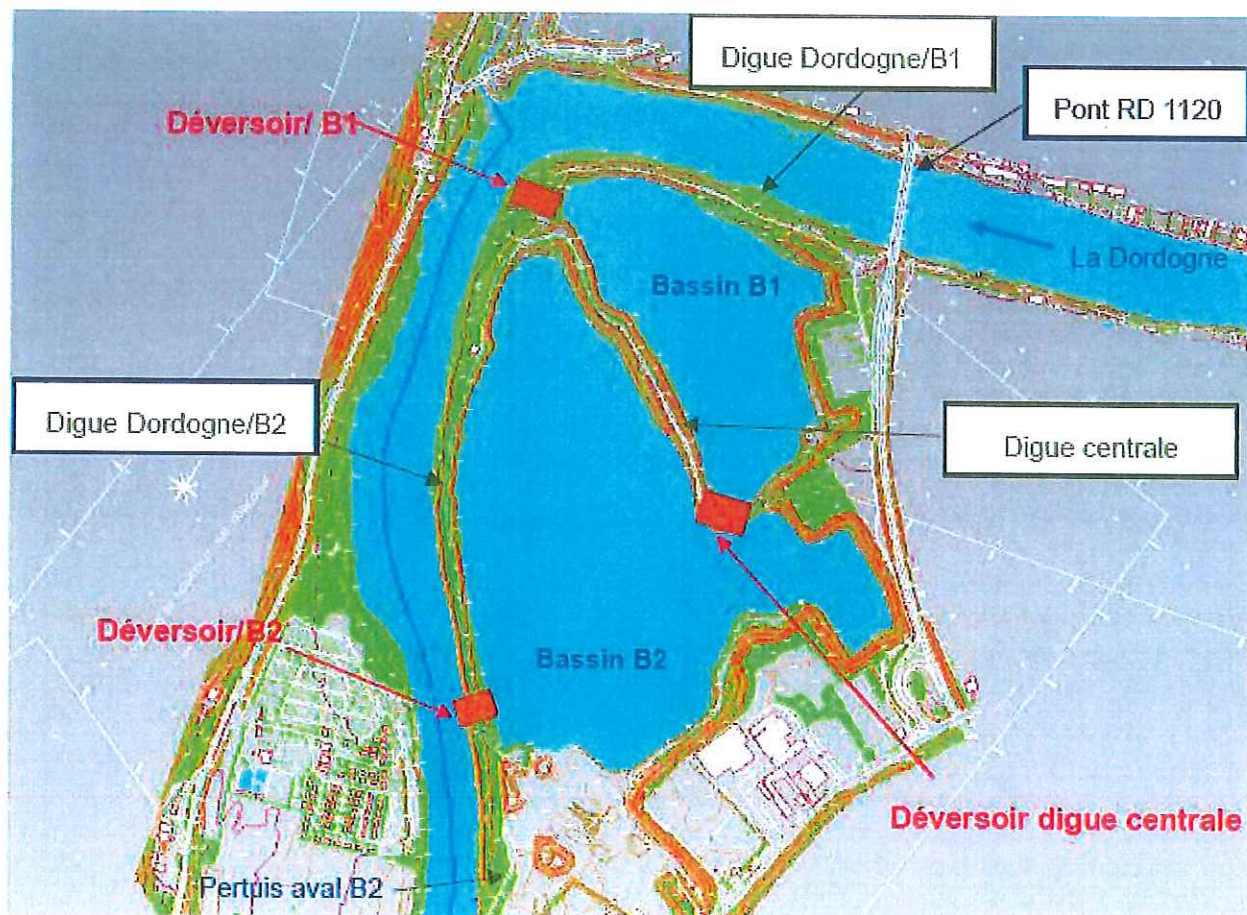 Digue Dordogne/B1
Pont RD 1120
Déversoir/ B1
La Dordogne
Bassin B1
Digue Dordogne/B2
Digue centrale
Déversoir/B2
Bassin B2
Déversoir digue centrale
Pertuis aval B2